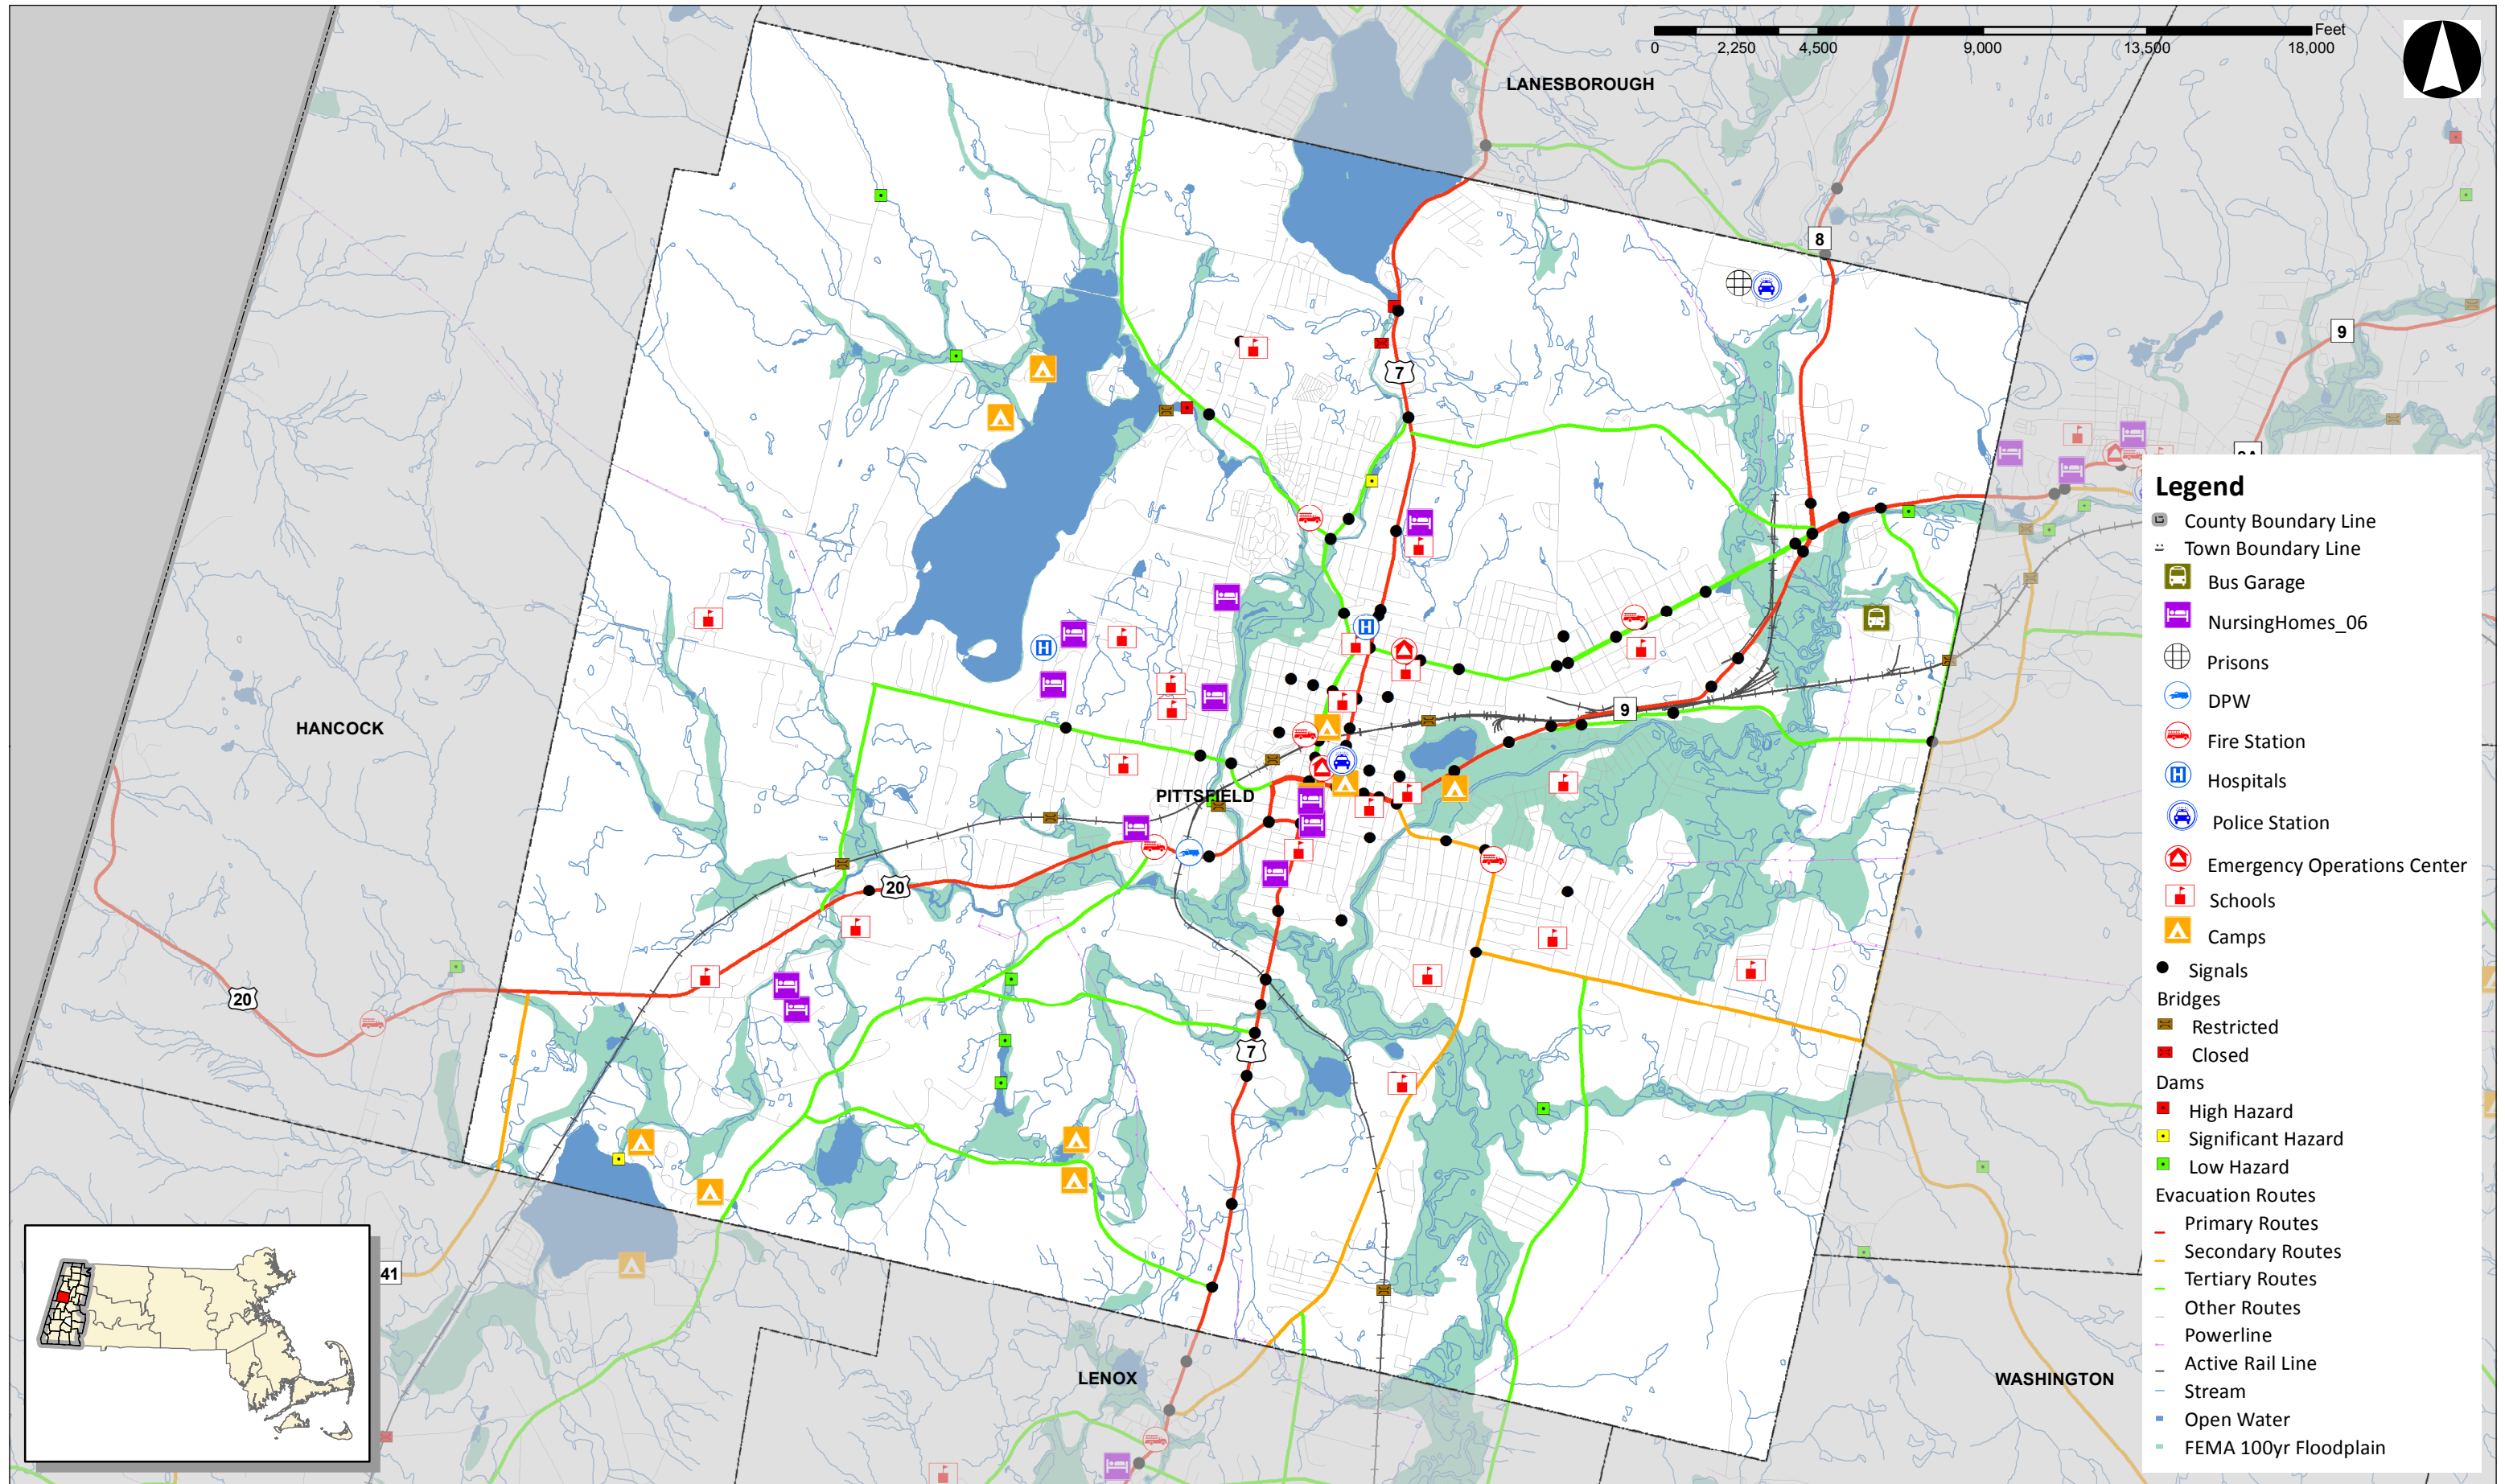 Feet
0 2,250 4,500 9,000 13,500 18,000
LANESBOROUGH
8
9
7
HANCOCK
9
PITTSFIELD
20
20
7
41
LENOX
WASHINGTON
H
H
Legend
County Boundary Line
Town Boundary Line
Bus Garage
NursingHomes_06
Prisons
DPW
Fire Station
H Hospitals
Police Station
Emergency Operations Center
Schools
Camps
Signals
Bridges
Restricted
Closed
Dams
High Hazard
Significant Hazard
Low Hazard
Evacuation Routes
Primary Routes
Secondary Routes
Tertiary Routes
Other Routes
Powerline
Active Rail Line
Stream
Open Water
FEMA 100yr Floodplain